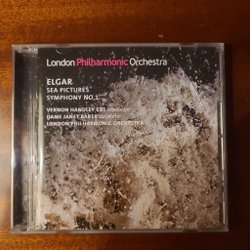 London Philharmonic Orchestra
ELGAR
SEA PICTURES
SYMPHONY NO.1
VERNON HANDLEY CBE conductor
DAME JANET BAKER
LONDON PHILHARMONIC ORCHESTRA